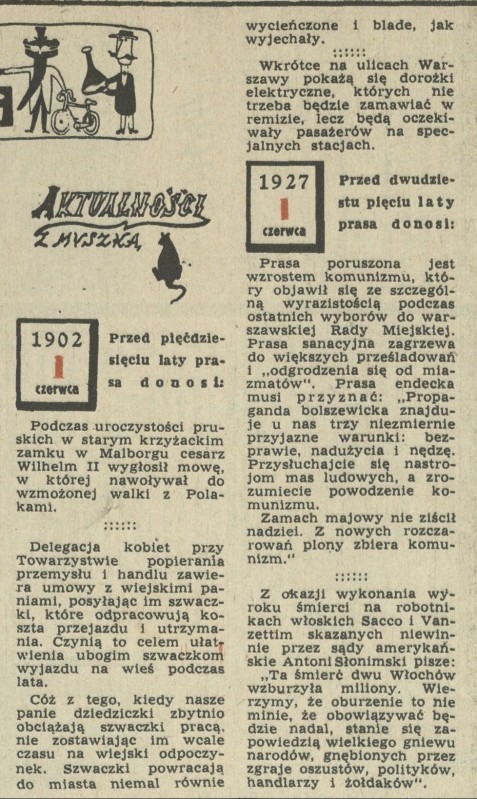 AKTUALNOŚCI
Z MYSZKĄ
1902
1
czerwca
Przed pięćdzie-
sięciu laty pra-
sa donosi:
Podczas uroczystości pru-
skich w starym krzyżackim
zamku w Malborgu cesarz
Wilhelm II wygłosił mowę,
w której nawoływał do
wzmożonej walki z Pola-
kami.
::::::
Delegacja kobiet przy
Towarzystwie popierania
przemysłu i handlu zawie-
ra umowy z wiejskimi pa-
niami, posyłając im szwacz-
ki, które odpracowują ko-
szta przejazdu i utrzyma-
nia. Czynią to celem ułat-
wienia ubogim szwaczkom
wyjazdu na wieś podczas
lata.
Cóż z tego, kiedy nasze
panie dziedziczki zbytnio
obciążają szwaczki pracą,
nie zostawiając im wcale
czasu na wiejski odpoczy-
nek. Szwaczki powracają
do miasta niemal równie
wycieńczone i blade, jak
wyjechały.
::::::
Wkrótce na ulicach War-
szawy pokażą się dorożki
elektryczne, których nie
trzeba będzie zamawiać w
remizie, lecz będą oczeki-
wały pasażerów na spec-
jalnych stacjach.
1927
1
czerwca
Przed dwudzie-
stu pięciu laty
prasa donosi:
Prasa poruszona jest
wzrostem komunizmu, któ-
ry objawił się ze szczegól-
ną wyrazistością podczas
ostatnich wyborów do war-
szawskiej Rady Miejskiej.
Prasa sanacyjna zagrzewa
do większych prześladowań
i „odgrodzenia się od mia-
zmatów“. Prasa endecka
musi przyznać: „Propa-
ganda bolszewicka znajdu-
je u nas trzy niezmiernie
przyjazne warunki: bez-
prawie, nadużycia i nędzę.
Przysłuchajcie się nastro-
jom mas ludowych, a zro-
zumiecie powodzenie ko-
munizmu.
Zamach majowy nie ziścił
nadziei. Z nowych rozcza-
rowań plony zbiera komu-
nizm.“
::::::
Z okazji wykonania wy-
roku śmierci na robotni-
kach włoskich Sacco i Van-
zettim skazanych niewin-
nie przez sądy amerykań-
skie Antoni Słonimski pisze:
„Ta śmierć dwu Włochów
wzburzyła miliony. Wie-
rzymy, że oburzenie to nie
minie, że obowiązywać bę-
dzie nadal, stanie się za-
powiedzią wielkiego gniewu
narodów, gnębionych przez
zgraje oszustów, polityków,
handlarzy i żołdaków“.